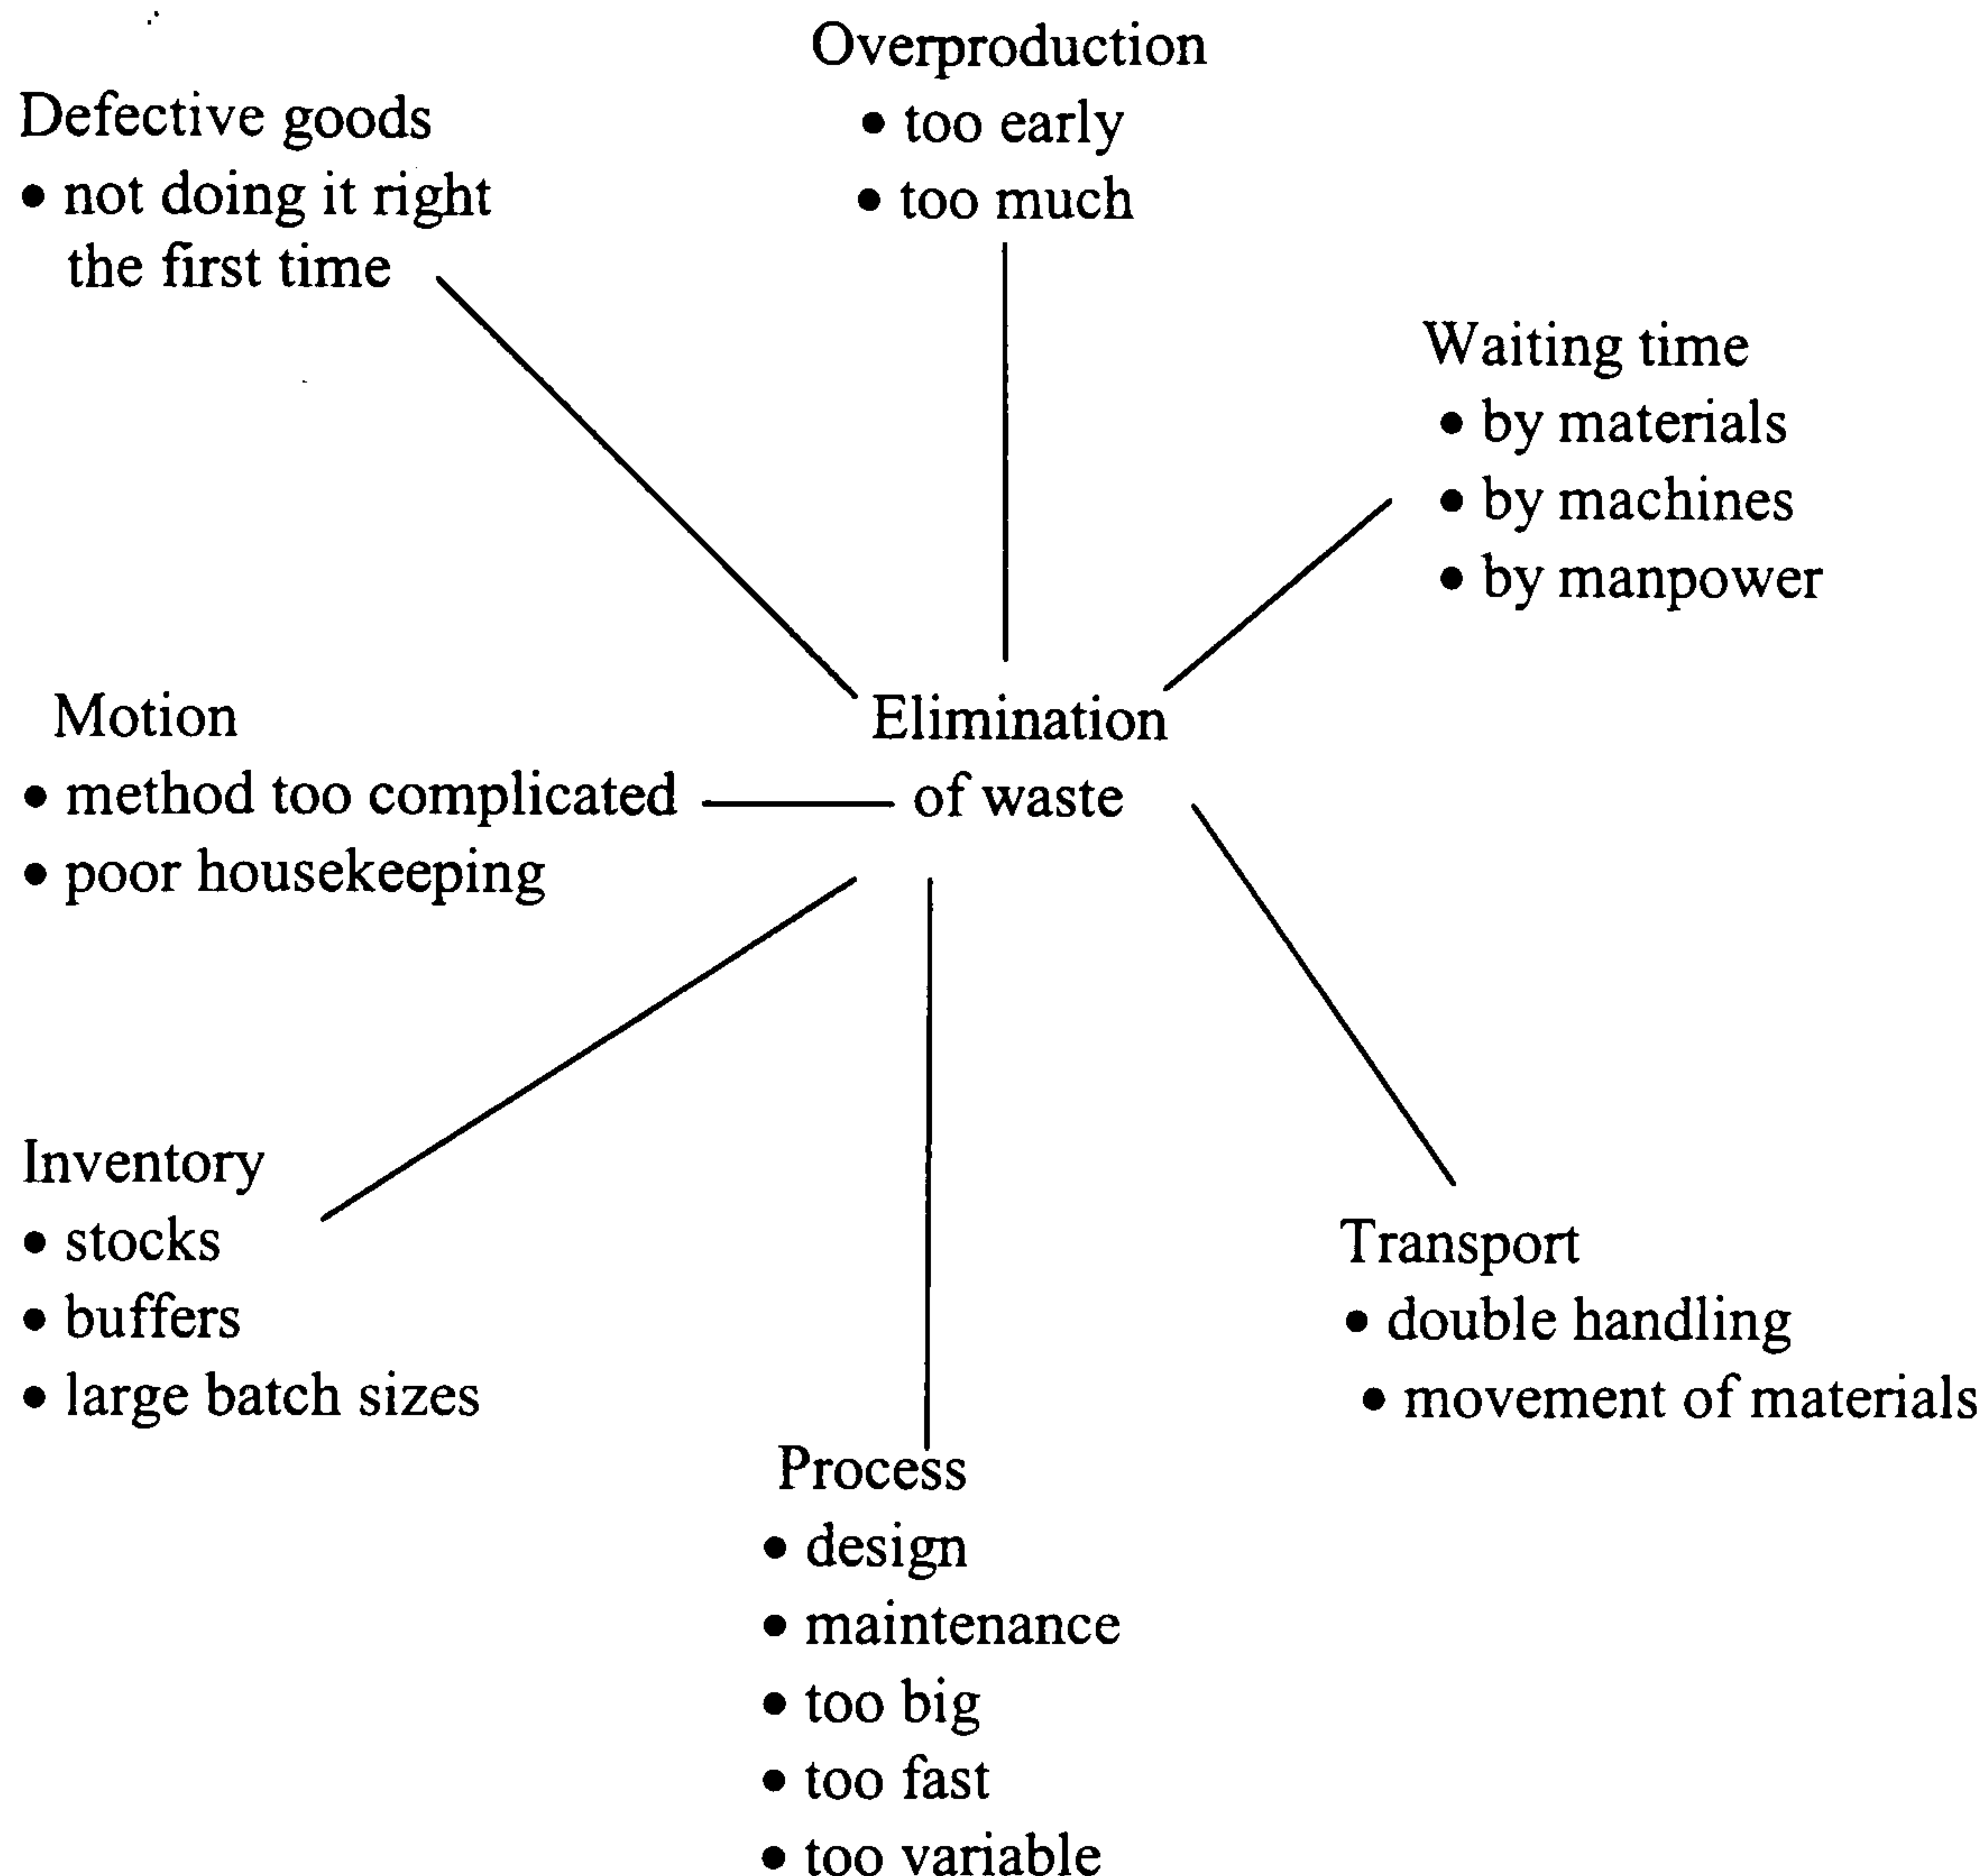 Overproduction
• too early
• too much
Defective goods
• not doing it right
the first time
Waiting time
• by materials
• by machines
• by manpower
Elimination
of waste
Motion
• method too complicated
• poor housekeeping
Inventory
• stocks
• buffers
• large batch sizes
Transport
• double handling
• movement of materials
Process
• design
• maintenance
• too big
• too fast
• too variable